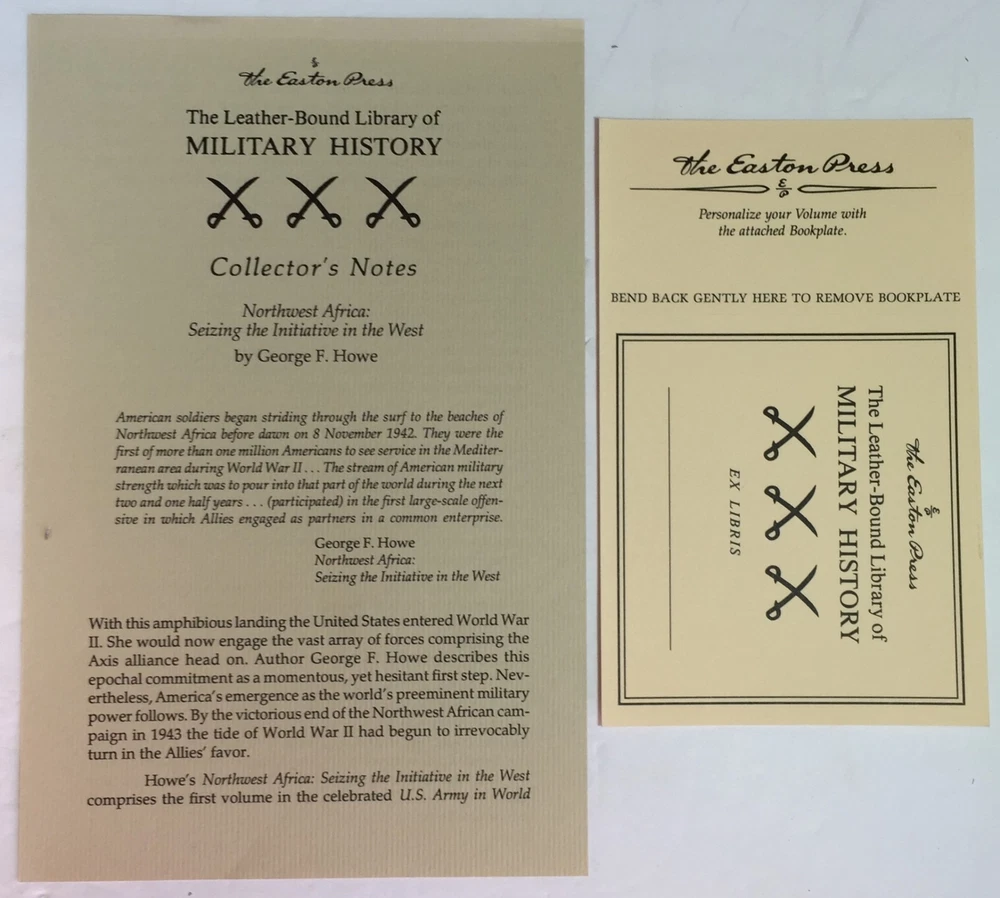 The Easton Press
The Leather-Bound Library of
MILITARY HISTORY
Collector's Notes
Northwest Africa:
Seizing the Initiative in the West
by George F. Howe
American soldiers began striding through the surf to the beaches of
Northwest Africa before dawn on 8 November 1942. They were the
first of more than one million Americans to see service in the Mediter-
ranean area during World War II . . . The stream of American military
strength which was to pour into that part of the world during the next
two and one half years . . . (participated) in the first large-scale offen-
sive in which Allies engaged as partners in a common enterprise.
George F. Howe
Northwest Africa:
Seizing the Initiative in the West
With this amphibious landing the United States entered World War
II. She would now engage the vast array of forces comprising the
Axis alliance head on. Author George F. Howe describes this
epochal commitment as a momentous, yet hesitant first step. Nev-
ertheless, America's emergence as the world's preeminent military
power follows. By the victorious end of the Northwest African cam-
paign in 1943 the tide of World War II had begun to irrevocably
turn in the Allies' favor.
Howe's Northwest Africa: Seizing the Initiative in the West
comprises the first volume in the celebrated U.S. Army in World
The Easton Press
E
P
Personalize your Volume with
the attached Bookplate.
BEND BACK GENTLY HERE TO REMOVE BOOKPLATE
The Easton Press
The Leather-Bound Library of
MILITARY HISTORY
EX LIBRIS